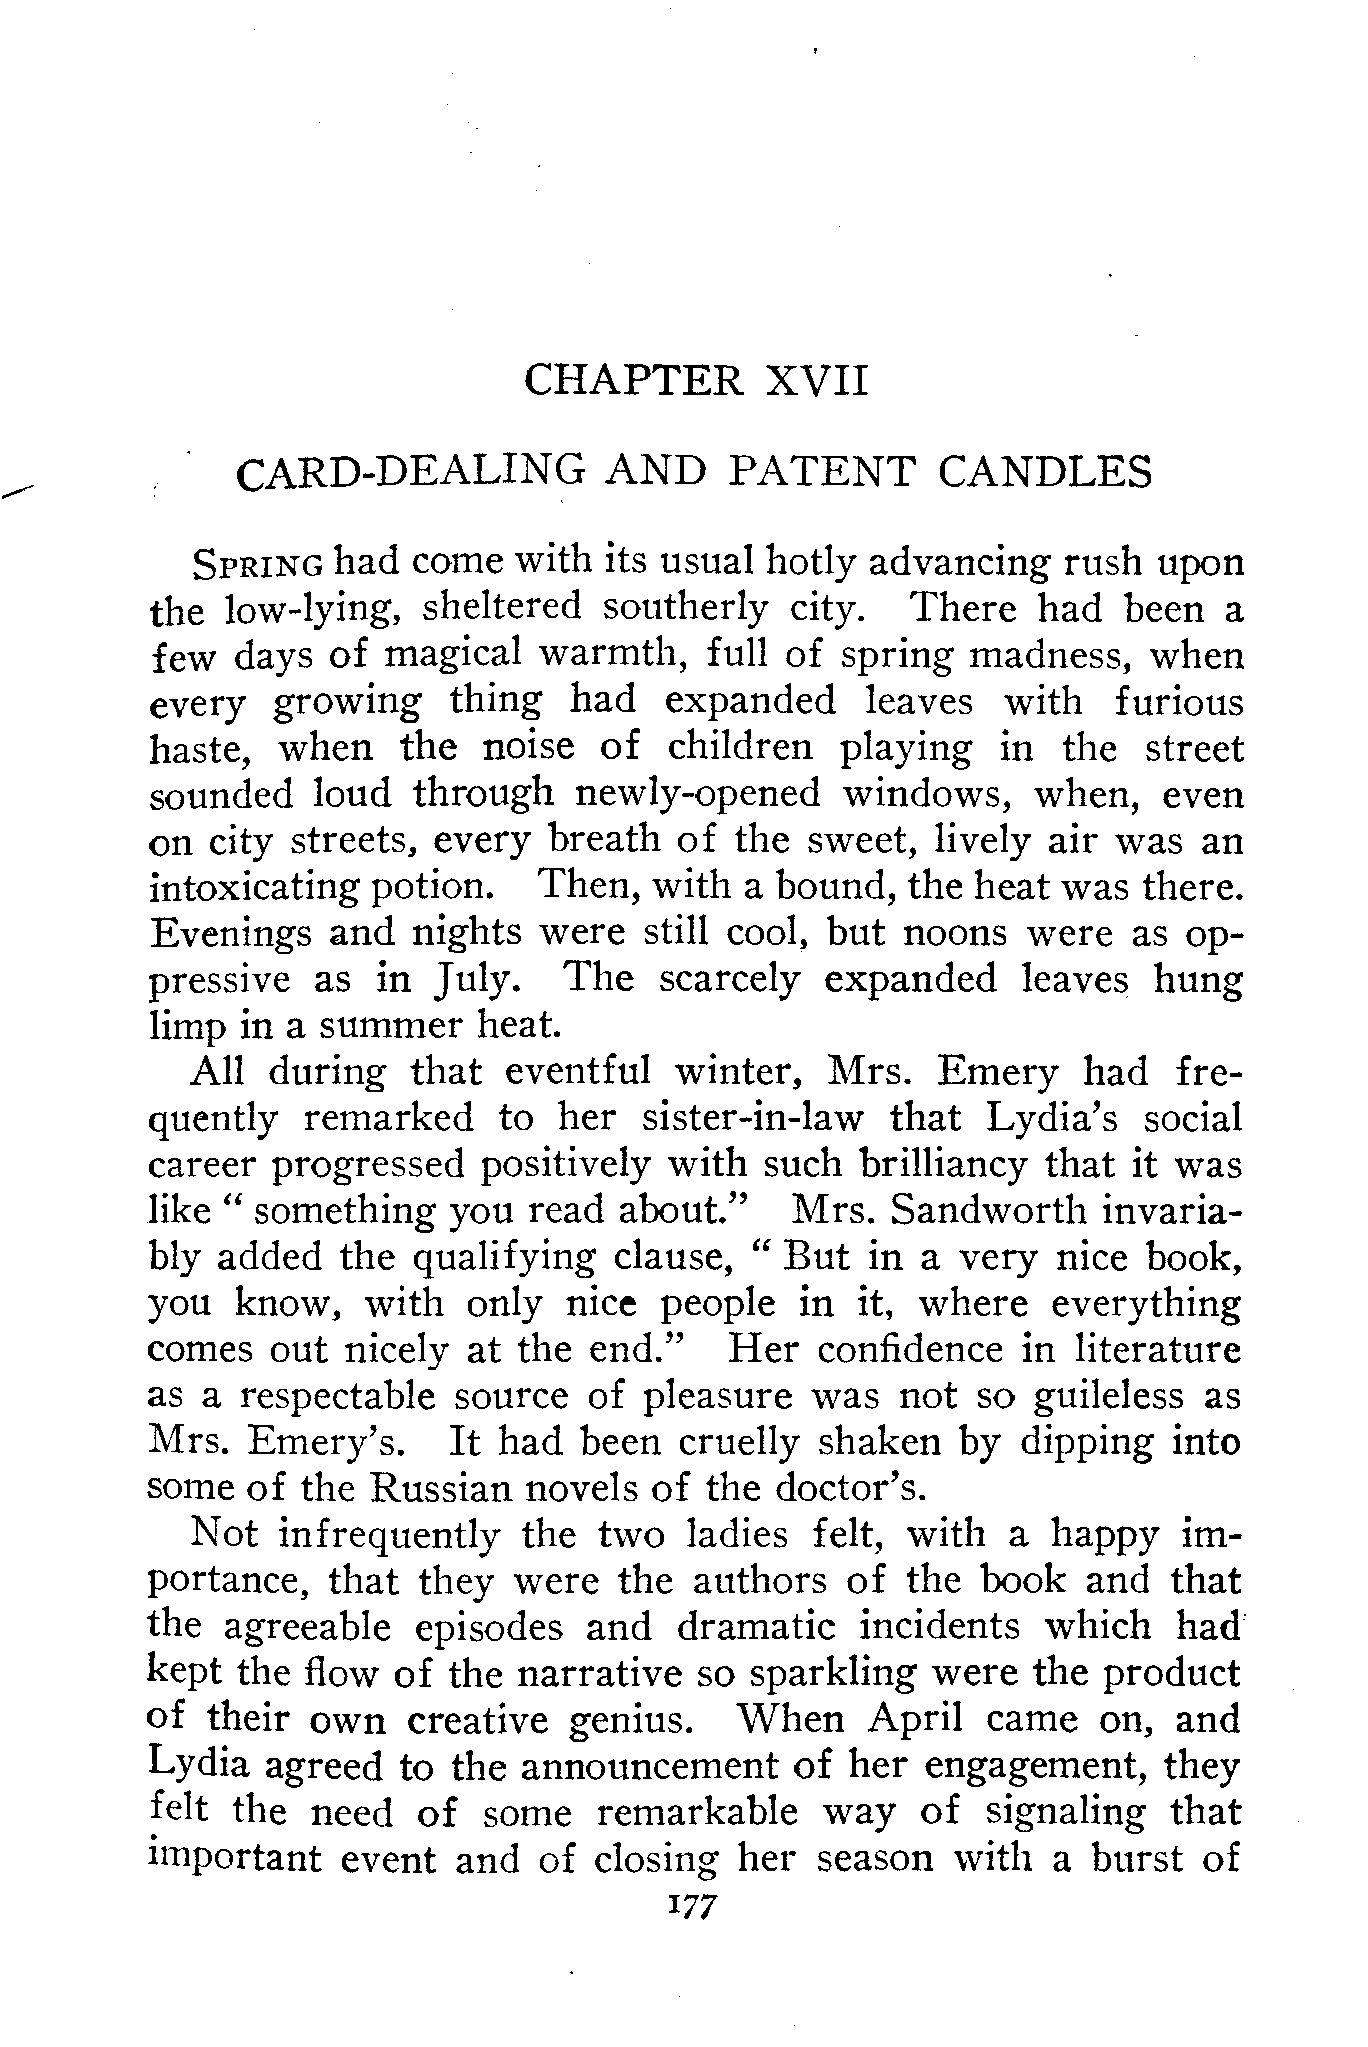 CHAPTER XVII
CARD-DEALING AND PATENT CANDLES
SPRING had come with its usual hotly advancing rush upon
the low-lying, sheltered southerly city. There had been a
few days of magical warmth, full of spring madness, when
every growing thing had expanded leaves with furious
haste, when the noise of children playing in the street
sounded loud through newly-opened windows, when, even
on city streets, every breath of the sweet, lively air was an
intoxicating potion. Then, with a bound, the heat was there.
Evenings and nights were still cool, but noons were as op-
pressive as in July. The scarcely expanded leaves hung
limp in a summer heat.
All during that eventful winter, Mrs. Emery had fre-
quently remarked to her sister-in-law that Lydia's social
career progressed positively with such brilliancy that it was
like " something you read about." Mrs. Sandworth invaria-
bly added the qualifying clause, " But in a very nice book,
you know, with only nice people in it, where everything
comes out nicely at the end." Her confidence in literature
as a respectable source of pleasure was not so guileless as
Mrs. Emery's. It had been cruelly shaken by dipping into
some of the Russian novels of the doctor's.
Not infrequently the two ladies felt, with a happy im-
portance, that they were the authors of the book and that
the agreeable episodes and dramatic incidents which had
kept the flow of the narrative so sparkling were the product
of their own creative genius. When April came on, and
Lydia agreed to the announcement of her engagement, they
felt the need of some remarkable way of signaling that
important event and of closing her season with a burst of
177